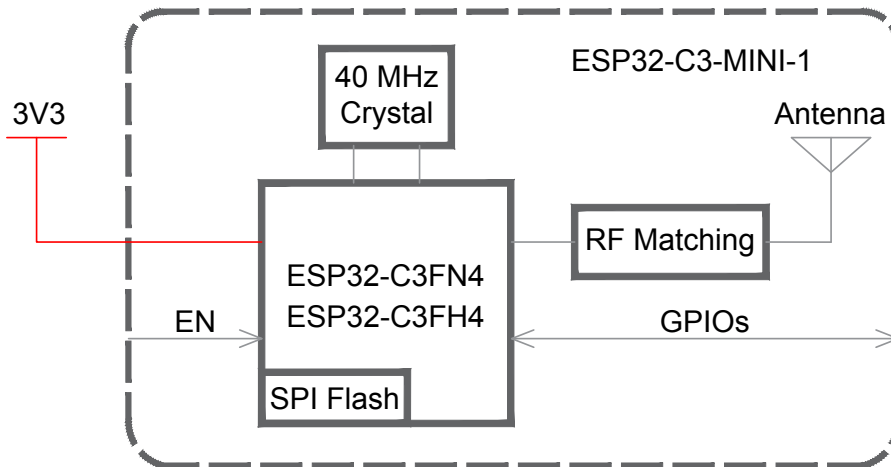 ESP32-C3-MINI-1
40 MHz
Crystal
3V3
Antenna
RF Matching
ESP32-C3FN4
ESP32-C3FH4
EN
GPIOs
SPI Flash